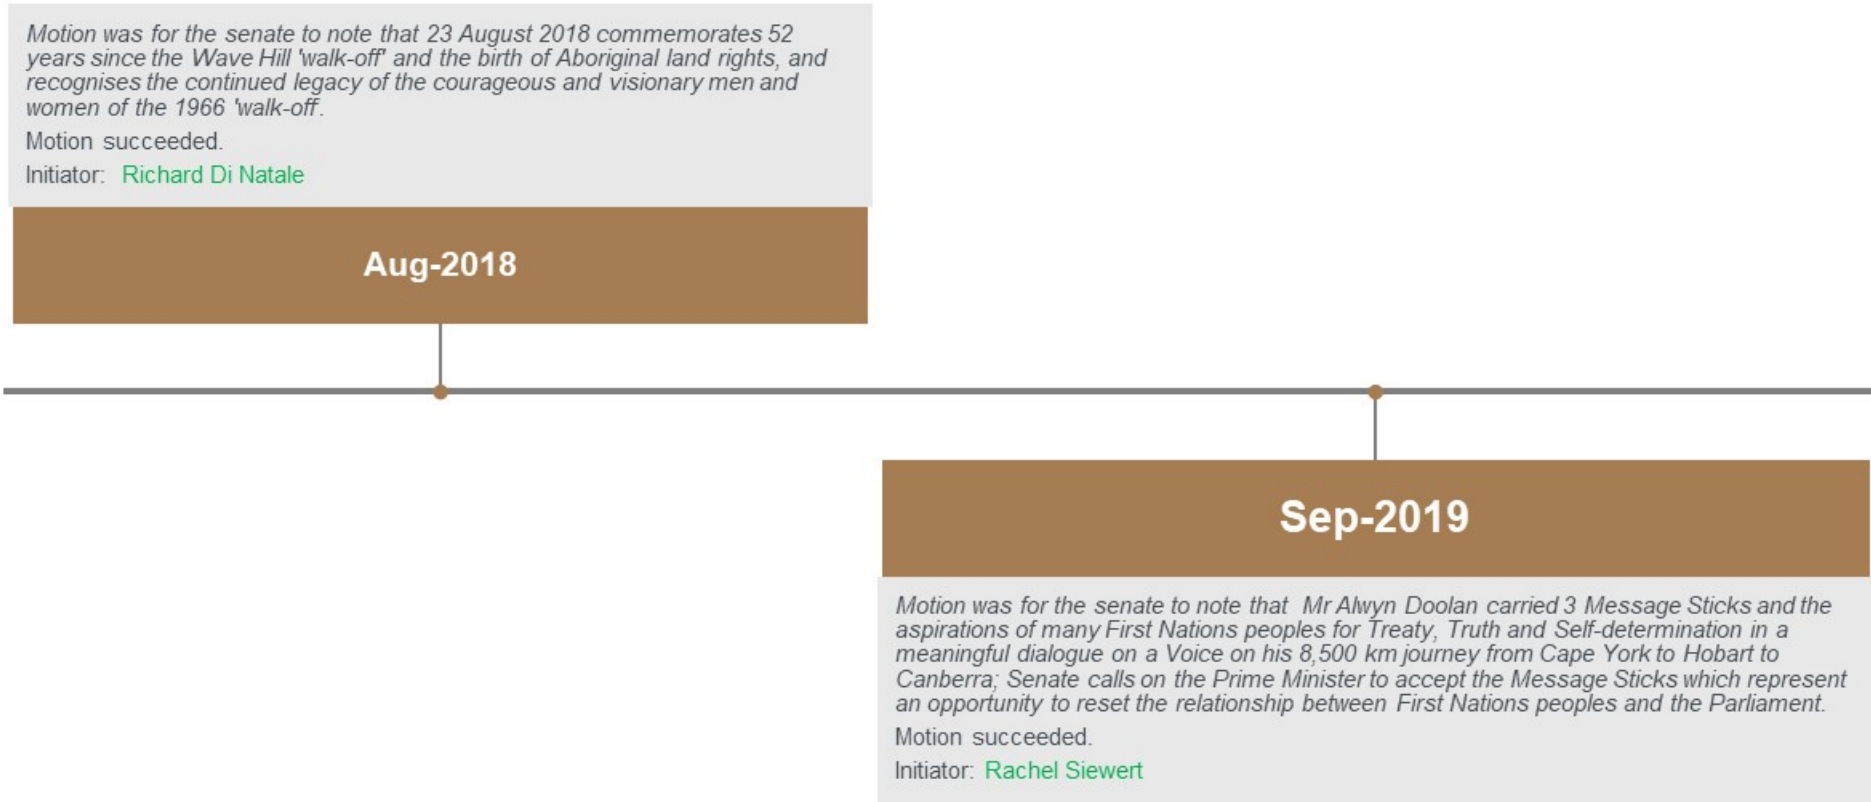 Motion was for the senate to note that 23 August 2018 commemorates 52
years since the Wave Hill 'walk-off' and the birth of Aboriginal land rights, and
recognises the continued legacy of the courageous and visionary men and
women of the 1966 'walk-off'.
Motion succeeded.
Initiator: Richard Di Natale
Aug-2018
Sep-2019
Motion was for the senate to note that Mr Alwyn Doolan carried 3 Message Sticks and the
aspirations of many First Nations peoples for Treaty, Truth and Self-determination in a
meaningful dialogue on a Voice on his 8,500 km journey from Cape York to Hobart to
Canberra; Senate calls on the Prime Minister to accept the Message Sticks which represent
an opportunity to reset the relationship between First Nations peoples and the Parliament.
Motion succeeded.
Initiator: Rachel Siewert